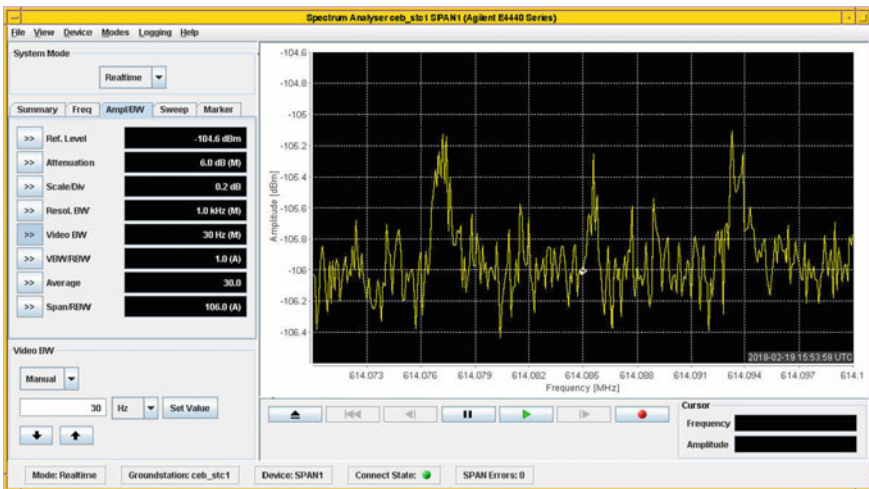 Spectrum Analyser ceb_stc1 SPAN1 (Agilent E4440 Series)
File View Device Modes Logging Help
System Mode
Realtime
Summary Freq Ampl/BW Sweep Marker
>> Ref. Level -104.6 dBm
>> Attenuation 6.0 dB (M)
>> Scale/Div 0.2 dB
>> Resol. BW 1.0 kHz (M)
>> Video BW 30 Hz (M)
>> VBW/RBW 1.0 (A)
>> Average 30.0
>> Span/RBW 106.0 (A)
Video BW
Manual
30 Hz Set Value
Amplitude [dBm]
-104.6
-104.8
-105
-105.2
-105.4
-105.6
-105.8
-106
-106.2
-106.4
2018-02-19 15:53:59 UTC
614.073 614.076 614.079 614.082 614.085 614.088 614.091 614.094 614.097 614.1
Frequency [MHz]
Cursor
Frequency
Amplitude
Mode: Realtime Groundstation: ceb_stc1 Device: SPAN1 Connect State: SPAN Errors: 0